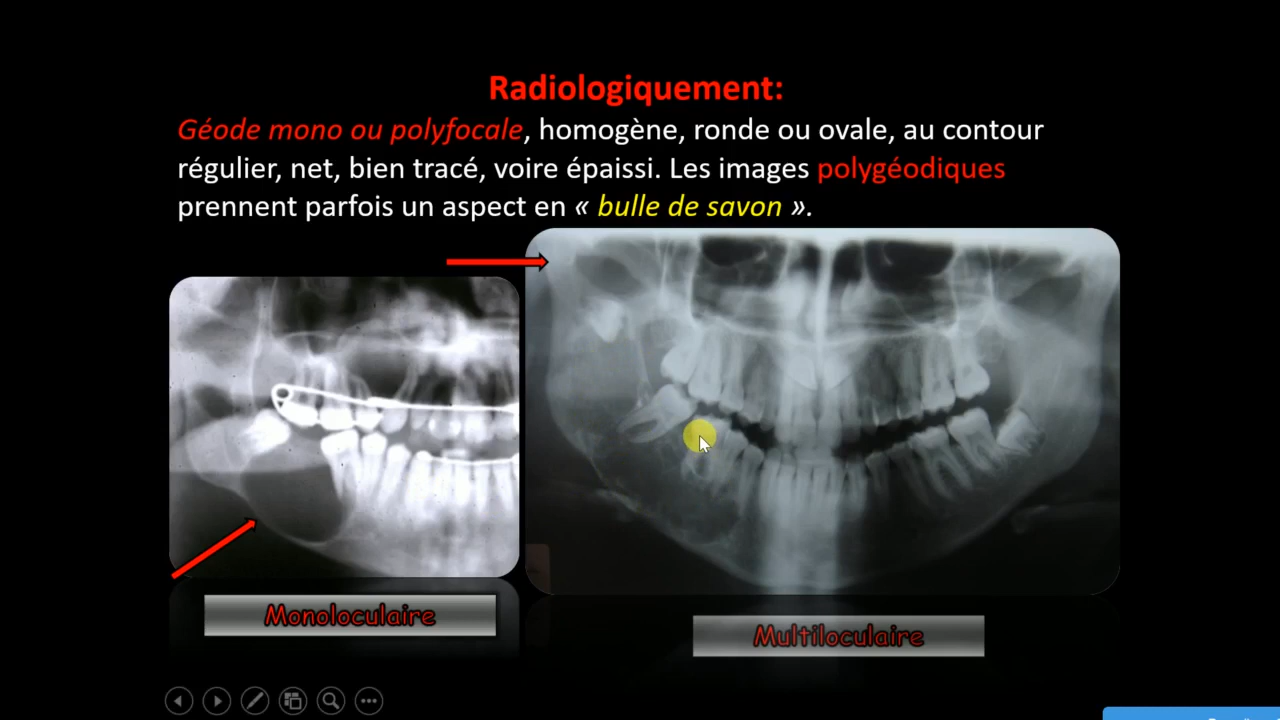 Radiologiquement:
Géode mono ou polyfocale, homogène, ronde ou ovale, au contour
régulier, net, bien tracé, voire épaissi. Les images polygéodiques
prennent parfois un aspect en « bulle de savon ».
Monoloculaire
Multiloculaire